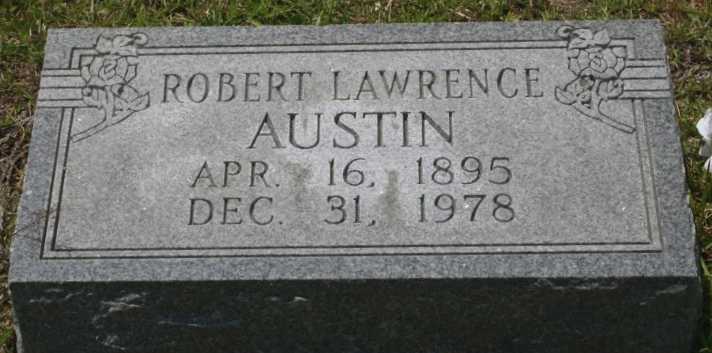 ROBERT LAWRENCE
AUSTIN
APR. 16, 1895
DEC. 31, 1978